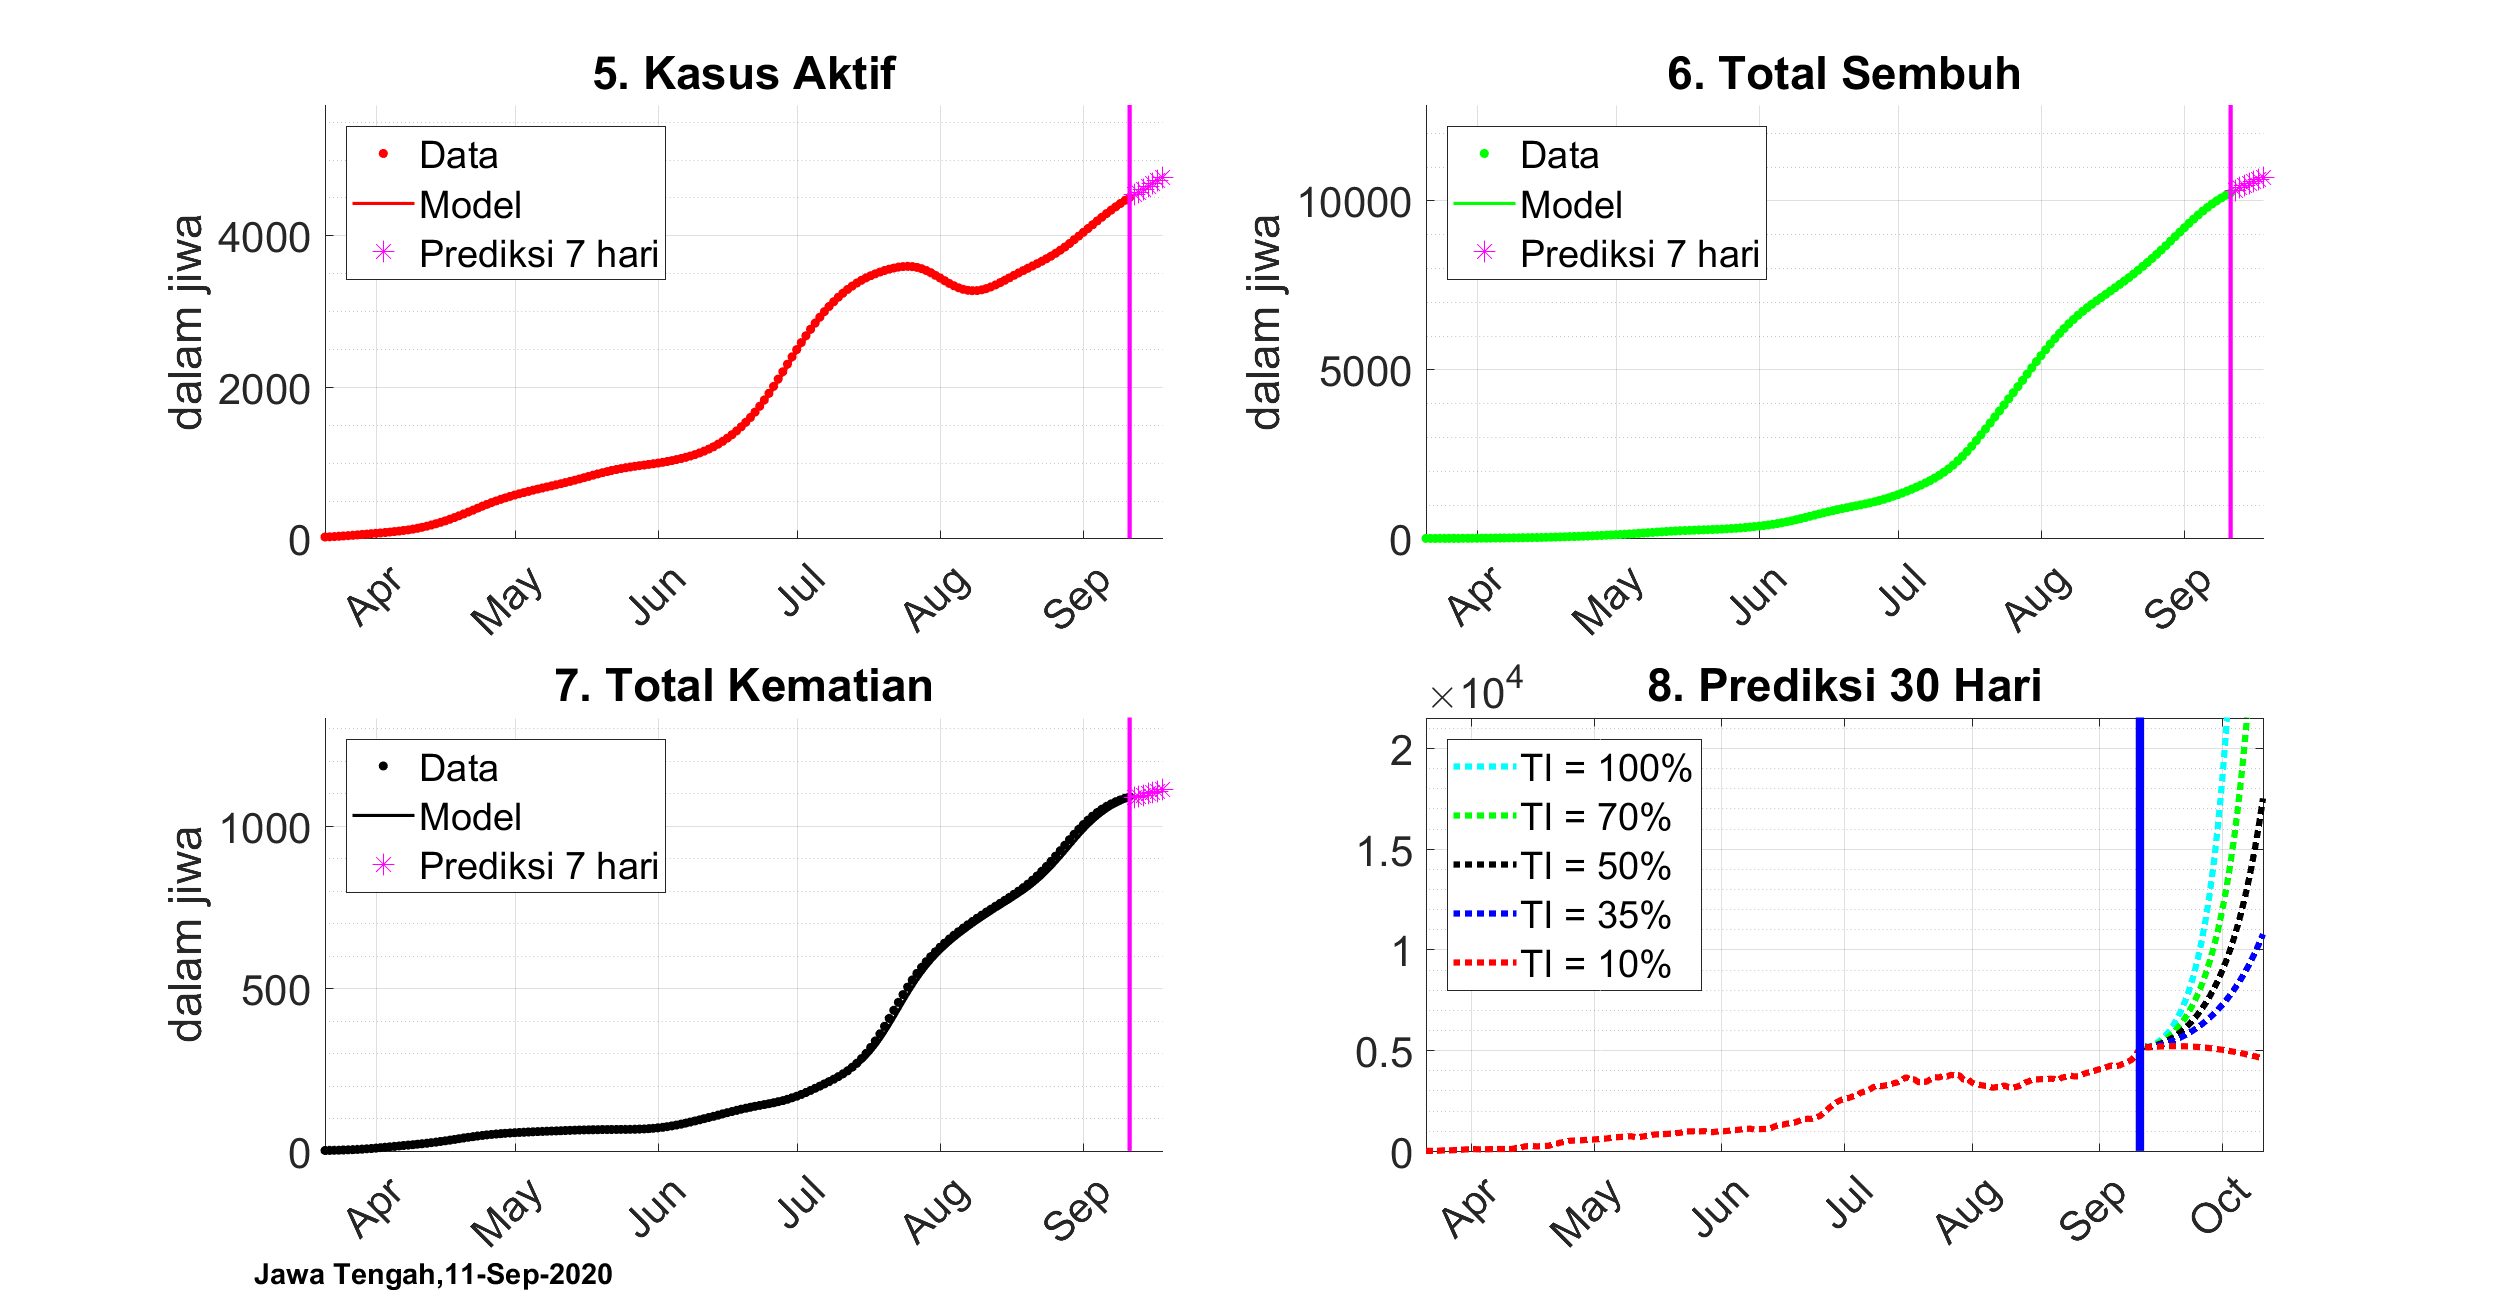 5. Kasus Aktif
dalam jiwa
4000
2000
0
Data
Model
Prediksi 7 hari
Apr May Jun Jul Aug Sep
6. Total Sembuh
dalam jiwa
10000
5000
0
Data
Model
Prediksi 7 hari
Apr May Jun Jul Aug Sep
7. Total Kematian
dalam jiwa
1000
500
0
Data
Model
Prediksi 7 hari
Apr May Jun Jul Aug Sep
8. Prediksi 30 Hari
×10⁴
2
1.5
1
0.5
0
TI = 100%
TI = 70%
TI = 50%
TI = 35%
TI = 10%
Apr May Jun Jul Aug Sep Oct
Jawa Tengah,11-Sep-2020